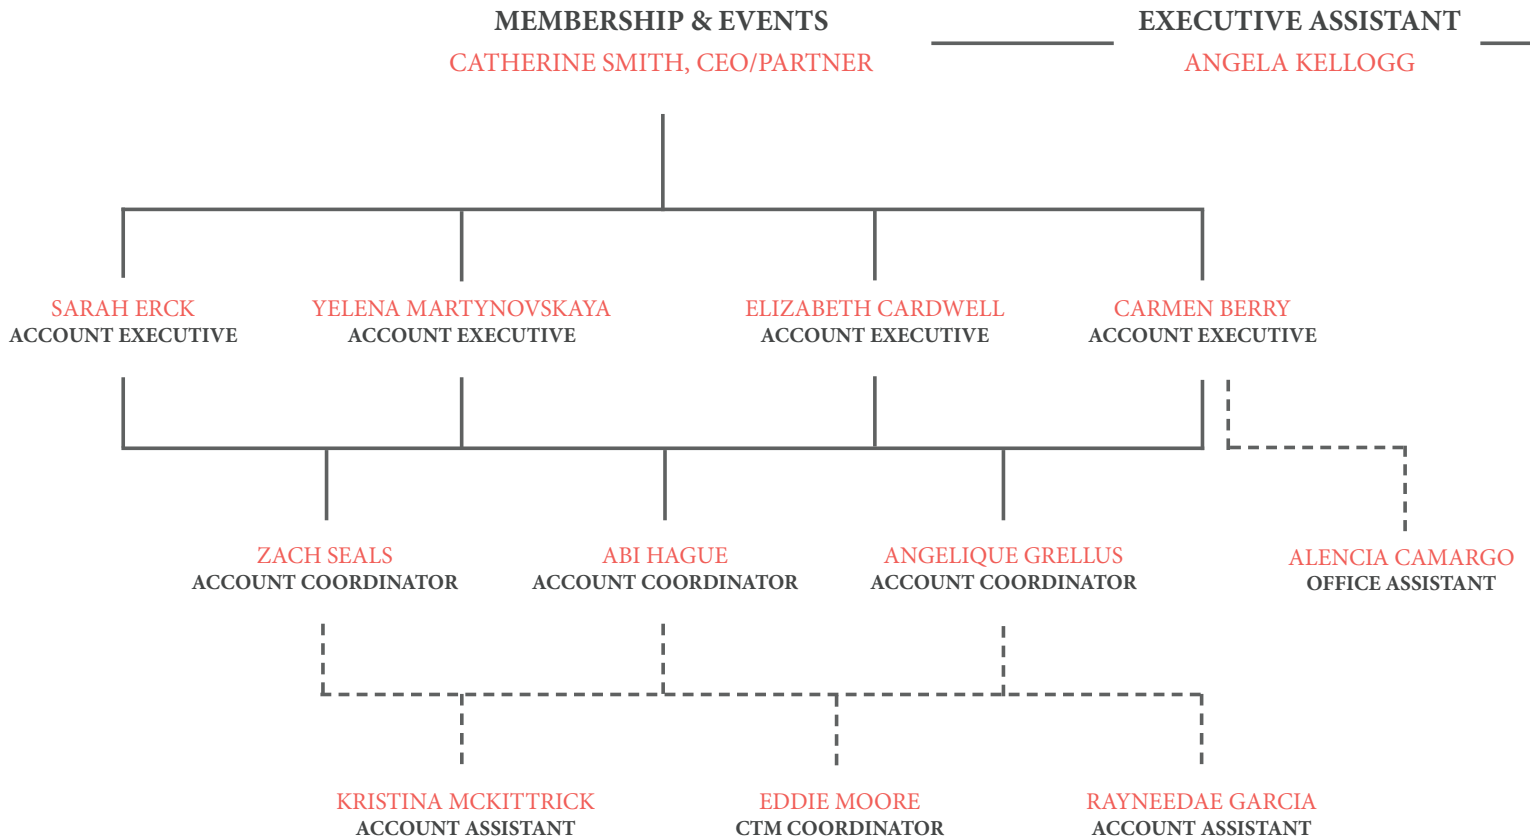 MEMBERSHIP & EVENTS
CATHERINE SMITH, CEO/PARTNER
EXECUTIVE ASSISTANT
ANGELA KELLOGG
SARAH ERCK
ACCOUNT EXECUTIVE
YELENA MARTYNOVSKAYA
ACCOUNT EXECUTIVE
ELIZABETH CARDWELL
ACCOUNT EXECUTIVE
CARMEN BERRY
ACCOUNT EXECUTIVE
ZACH SEALS
ACCOUNT COORDINATOR
ABI HAGUE
ACCOUNT COORDINATOR
ANGELIQUE GRELLUS
ACCOUNT COORDINATOR
ALENCIA CAMARGO
OFFICE ASSISTANT
KRISTINA MCKITTRICK
ACCOUNT ASSISTANT
EDDIE MOORE
CTM COORDINATOR
RAYNEEDAE GARCIA
ACCOUNT ASSISTANT